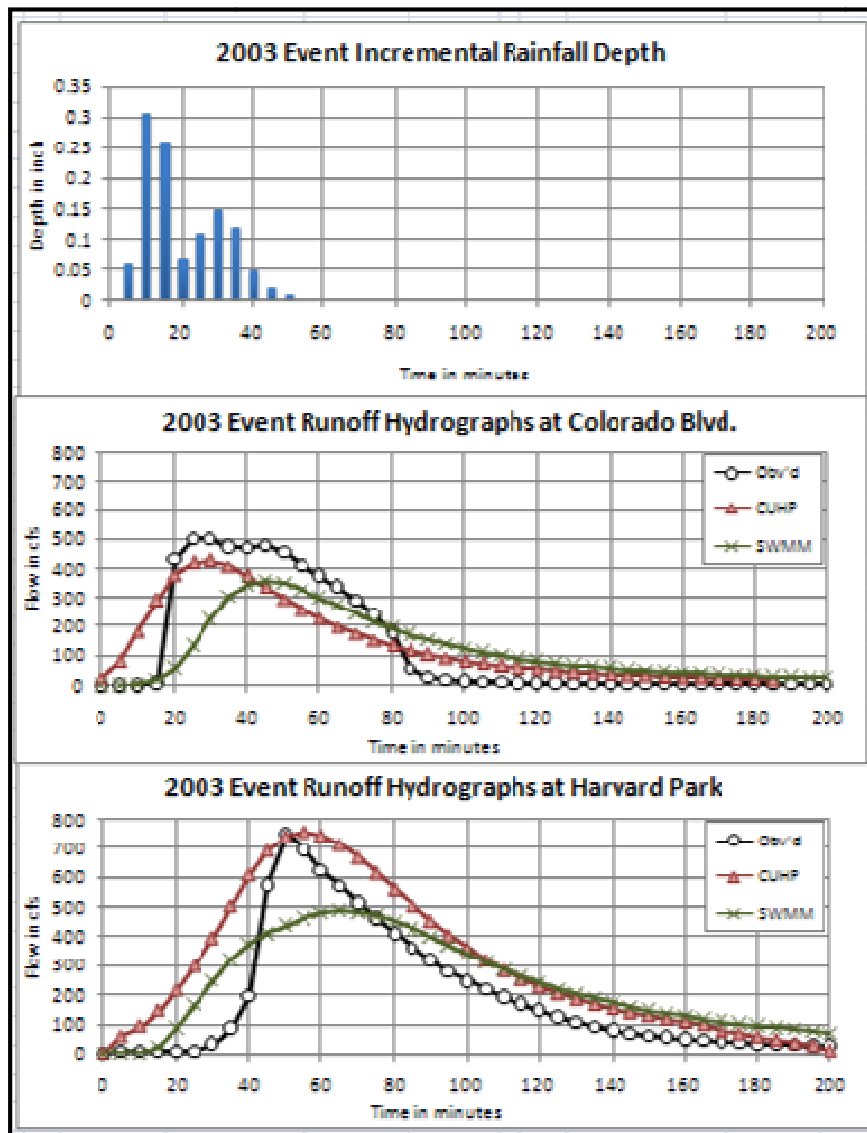 2003 Event Incremental Rainfall Depth
Depth in inch
0.35
0.3
0.25
0.2
0.15
0.1
0.05
0
0 20 40 60 80 100 120 140 160 180 200
Time in minutes
2003 Event Runoff Hydrographs at Colorado Blvd.
Flow in cfs
800
700
600
500
400
300
200
100
0
Obv'd
CUHP
SWMM
0 20 40 60 80 100 120 140 160 180 200
Time in minutes
2003 Event Runoff Hydrographs at Harvard Park
Flow in cfs
800
700
600
500
400
300
200
100
0
Obv'd
CUHP
SWMM
0 20 40 60 80 100 120 140 160 180 200
Time in minutes